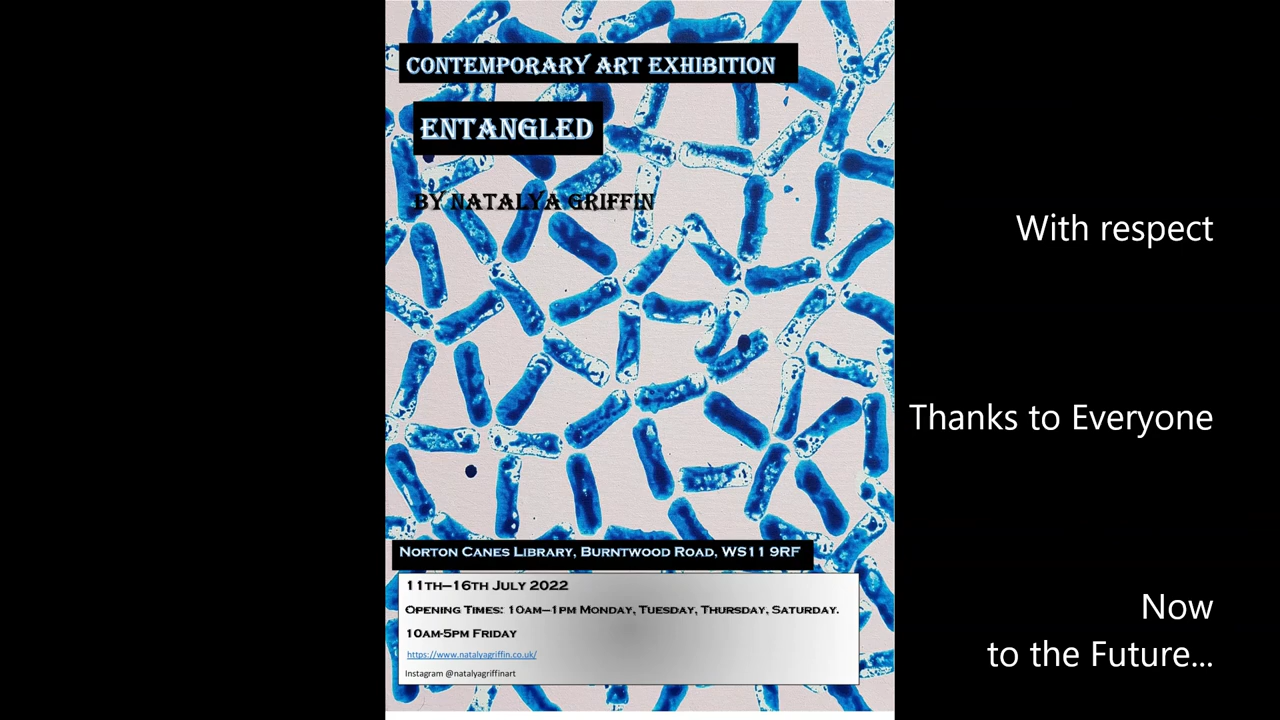 CONTEMPORARY ART EXHIBITION
ENTANGLED
BY NATALYA GRIFFIN
NORTON CANES LIBRARY, BURNTWOOD ROAD, WS11 9RF
11TH—16TH JULY 2022
OPENING TIMES: 10AM—1PM MONDAY, TUESDAY, THURSDAY, SATURDAY.
10AM-5PM FRIDAY
https://www.natalyagriffin.co.uk/
Instagram @natalyagriffinart
With respect
Thanks to Everyone
Now
to the Future...